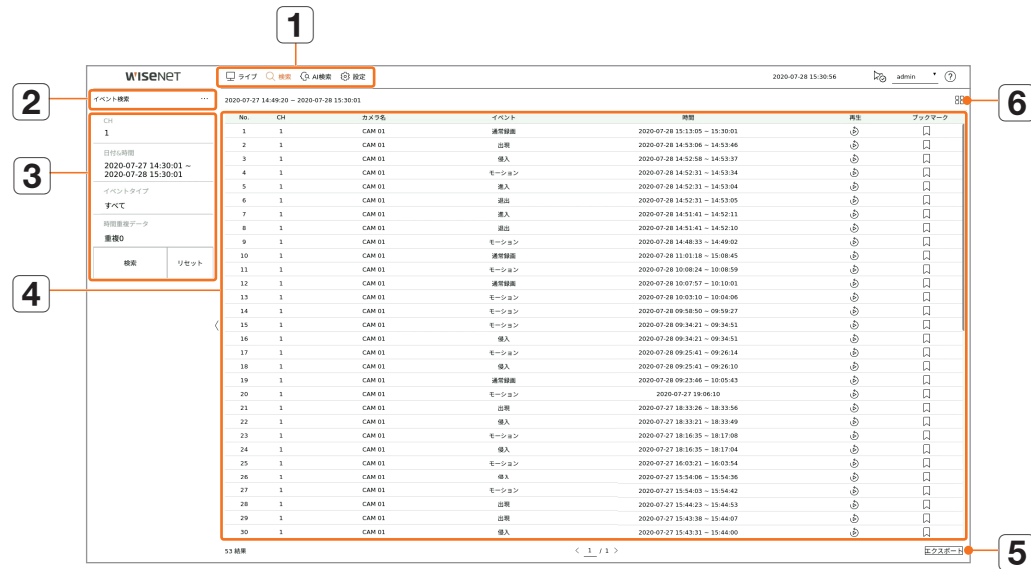 1
WISENET ライブ 検索 AI検索 設定 2020-07-28 15:30:56 admin ?
2
イベント検索 ...
2020-07-27 14:49:20 ~ 2020-07-28 15:30:01
6
3
CH
1
日付&時間
2020-07-27 14:30:01 ~
2020-07-28 15:30:01
イベントタイプ
すべて
時間重複データ
重複0
検索 リセット
4
No. CH カメラ名 イベント 時間 再生 ブックマーク
1 1 CAM 01 通常録画 2020-07-28 15:13:05 ~ 15:30:01
2 1 CAM 01 出現 2020-07-28 14:53:06 ~ 14:53:46
3 1 CAM 01 侵入 2020-07-28 14:52:58 ~ 14:53:37
4 1 CAM 01 モーション 2020-07-28 14:52:31 ~ 14:53:34
5 1 CAM 01 進入 2020-07-28 14:52:31 ~ 14:53:04
6 1 CAM 01 退出 2020-07-28 14:52:31 ~ 14:53:05
7 1 CAM 01 進入 2020-07-28 14:51:41 ~ 14:52:11
8 1 CAM 01 退出 2020-07-28 14:51:41 ~ 14:52:10
9 1 CAM 01 モーション 2020-07-28 14:48:33 ~ 14:49:02
10 1 CAM 01 通常録画 2020-07-28 11:01:18 ~ 15:08:45
11 1 CAM 01 モーション 2020-07-28 10:08:24 ~ 10:08:59
12 1 CAM 01 通常録画 2020-07-28 10:07:57 ~ 10:10:01
13 1 CAM 01 モーション 2020-07-28 10:03:10 ~ 10:04:06
14 1 CAM 01 モーション 2020-07-28 09:58:50 ~ 09:59:27
15 1 CAM 01 モーション 2020-07-28 09:34:21 ~ 09:34:51
16 1 CAM 01 侵入 2020-07-28 09:34:21 ~ 09:34:51
17 1 CAM 01 モーション 2020-07-28 09:25:41 ~ 09:26:14
18 1 CAM 01 侵入 2020-07-28 09:25:41 ~ 09:26:10
19 1 CAM 01 通常録画 2020-07-28 09:23:46 ~ 10:05:43
20 1 CAM 01 モーション 2020-07-27 19:06:10
21 1 CAM 01 出現 2020-07-27 18:33:26 ~ 18:33:56
22 1 CAM 01 侵入 2020-07-27 18:33:21 ~ 18:33:49
23 1 CAM 01 モーション 2020-07-27 18:16:35 ~ 18:17:08
24 1 CAM 01 侵入 2020-07-27 18:16:35 ~ 18:17:04
25 1 CAM 01 モーション 2020-07-27 16:03:21 ~ 16:03:54
26 1 CAM 01 侵入 2020-07-27 15:54:06 ~ 15:54:36
27 1 CAM 01 モーション 2020-07-27 15:54:03 ~ 15:54:42
28 1 CAM 01 出現 2020-07-27 15:44:23 ~ 15:44:53
29 1 CAM 01 出現 2020-07-27 15:43:38 ~ 15:44:07
30 1 CAM 01 侵入 2020-07-27 15:43:31 ~ 15:44:00
53 結果 < 1 / 1 > エクスポート
5